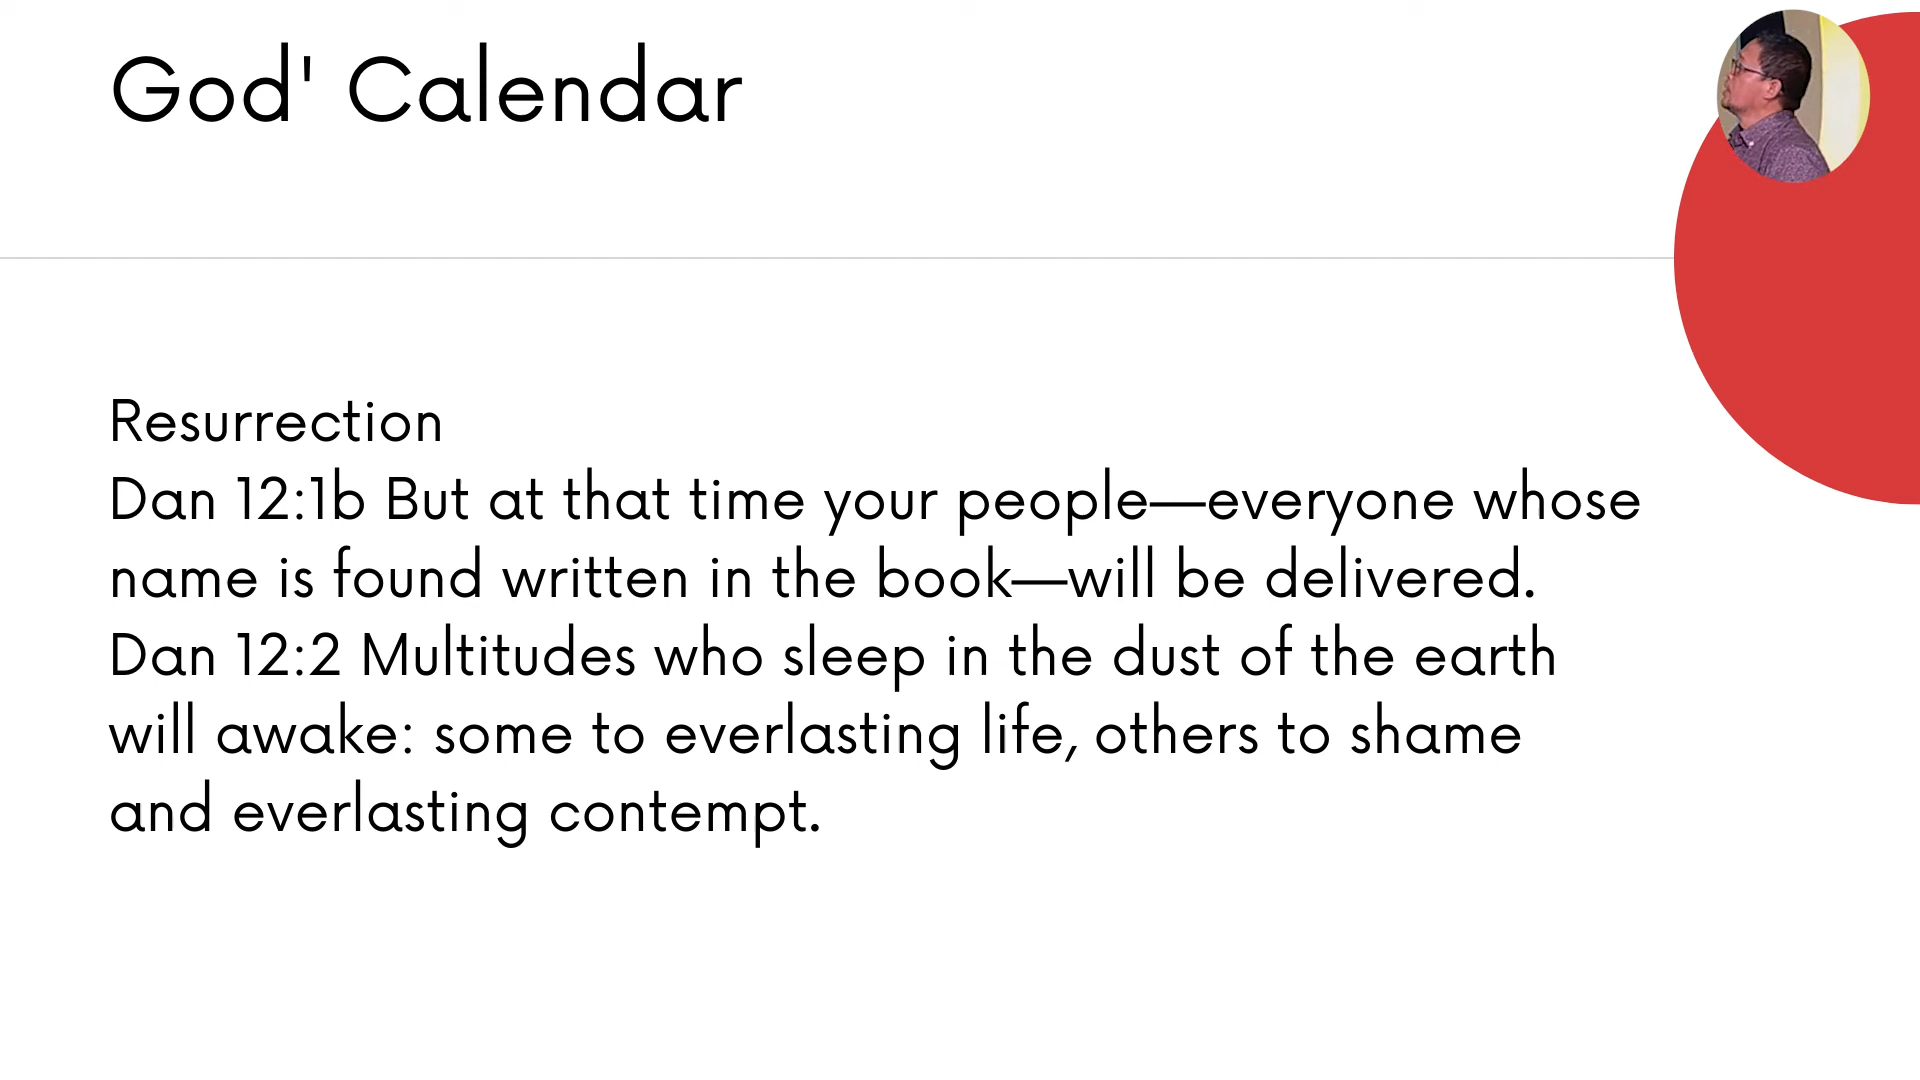 God' Calendar
Resurrection
Dan 12:1b But at that time your people—everyone whose
name is found written in the book—will be delivered.
Dan 12:2 Multitudes who sleep in the dust of the earth
will awake: some to everlasting life, others to shame
and everlasting contempt.